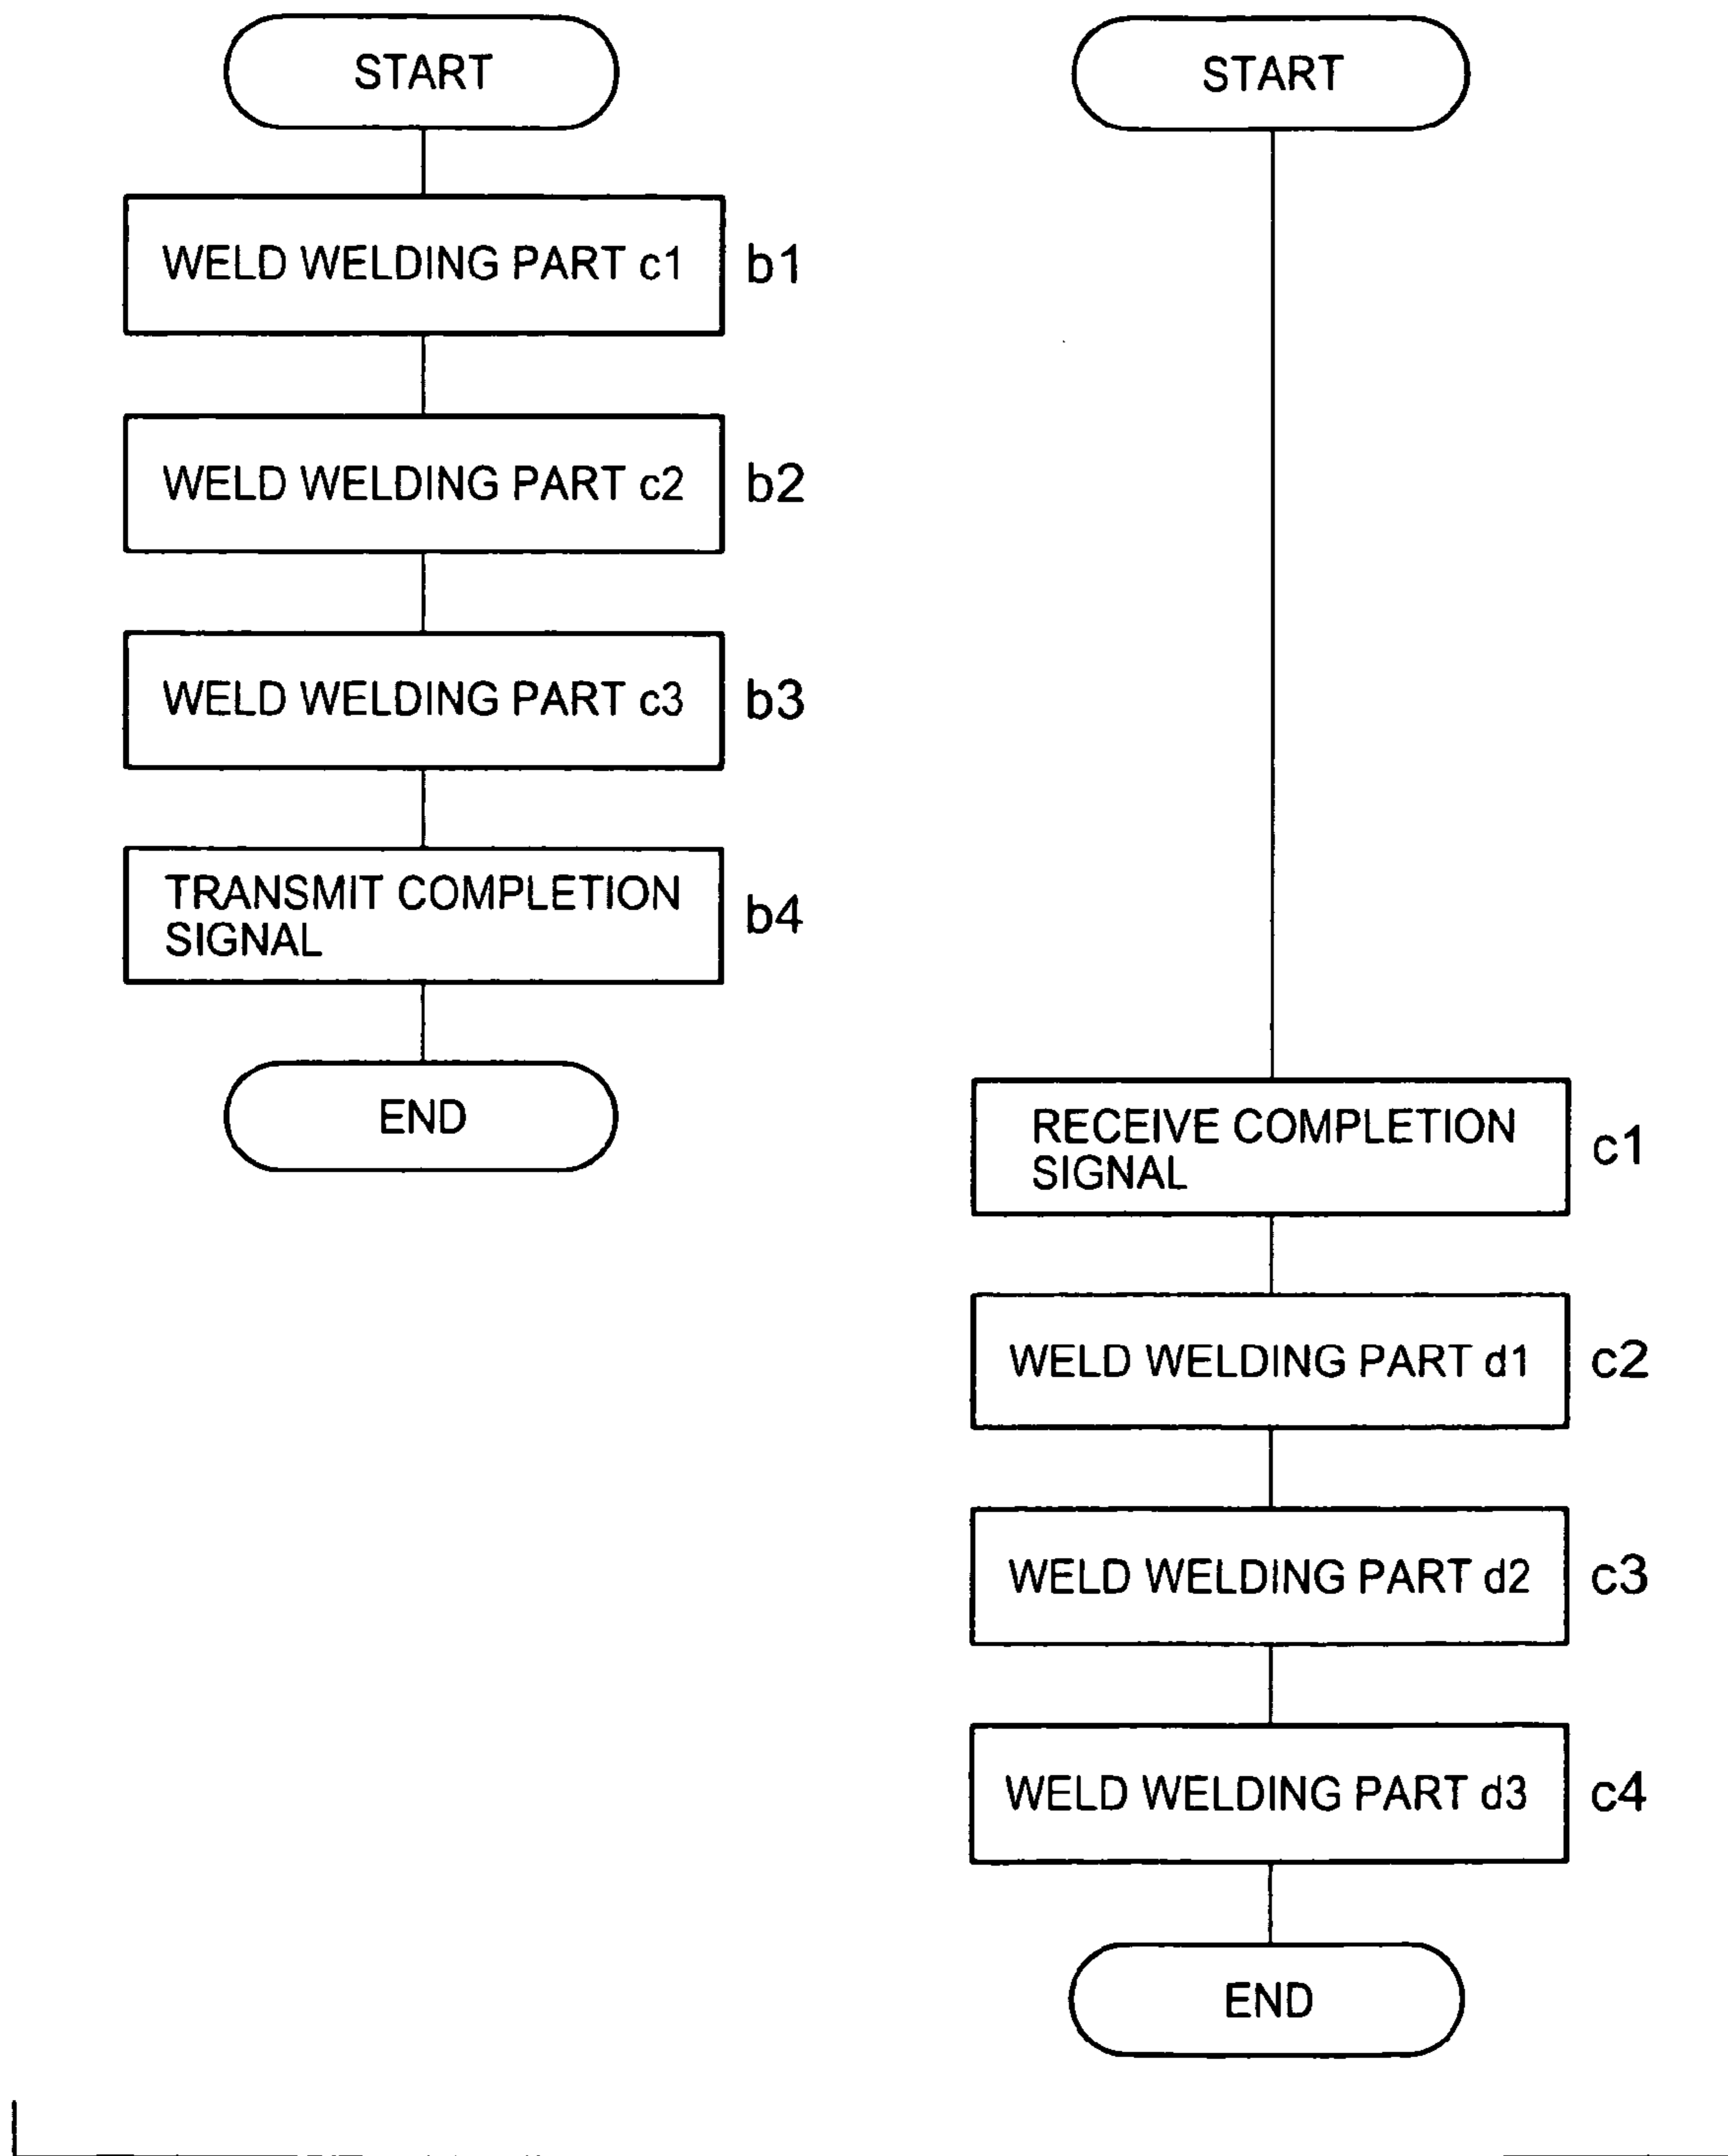 START
WELD WELDING PART c1
b1
WELD WELDING PART c2
b2
WELD WELDING PART c3
b3
TRANSMIT COMPLETION
SIGNAL
b4
END
START
RECEIVE COMPLETION
SIGNAL
c1
WELD WELDING PART d1
c2
WELD WELDING PART d2
c3
WELD WELDING PART d3
c4
END